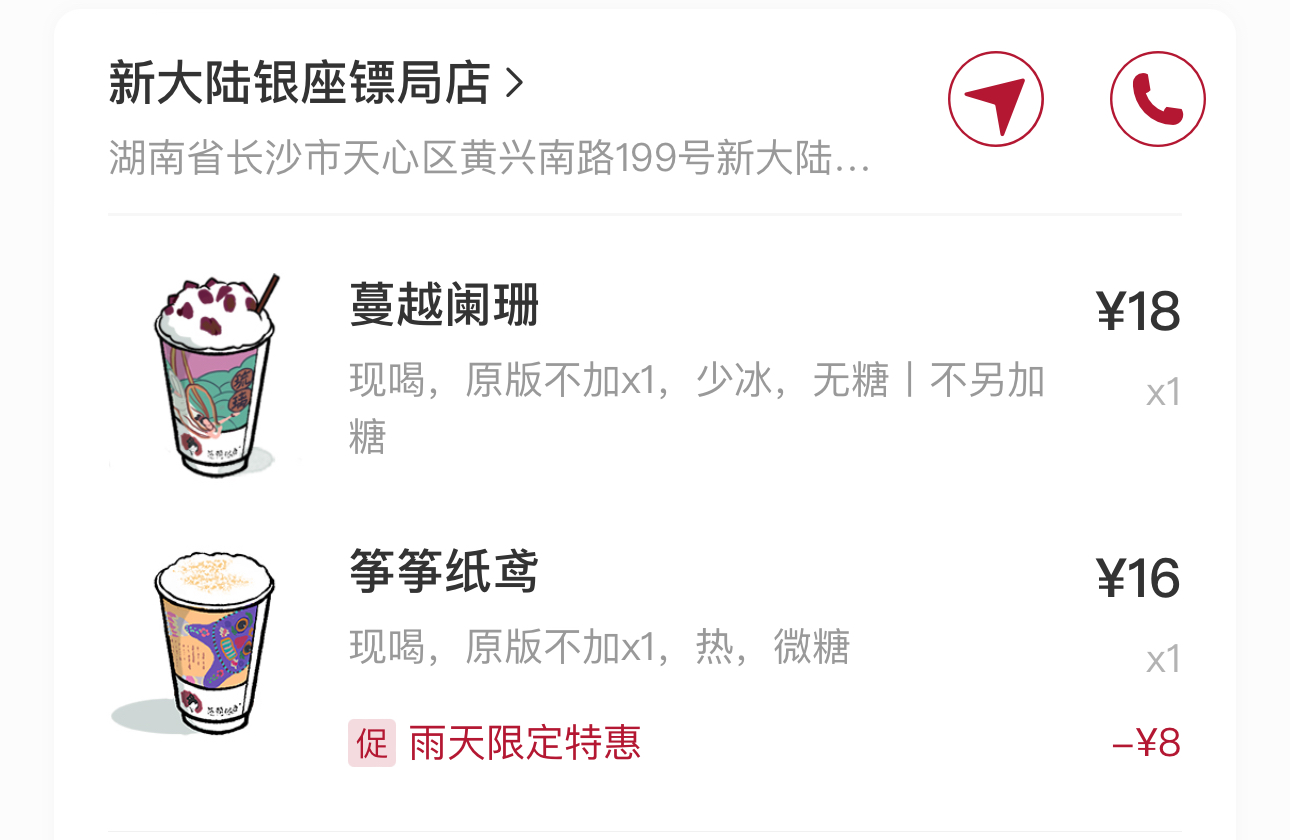 新大陆银座镖局店
湖南省长沙市天心区黄兴南路199号新大陆...
蔓越阑珊
¥18
现喝，原版不加x1，少冰，无糖丨不另加
糖
x1
筝筝纸鸢
¥16
现喝，原版不加x1，热，微糖
x1
促 雨天限定特惠
-¥8